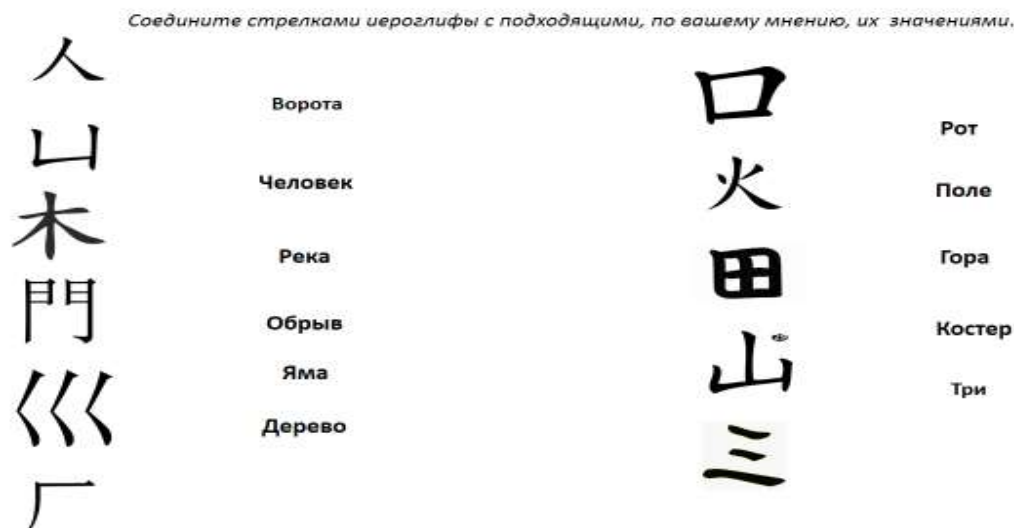 Соедините стрелками иероглифы с подходящими, по вашему мнению, их значениями.
人
凵
木
門
巛
厂
Ворота
Человек
Река
Обрыв
Яма
Дерево
口
火
田
山
三
Рот
Поле
Гора
Костер
Три